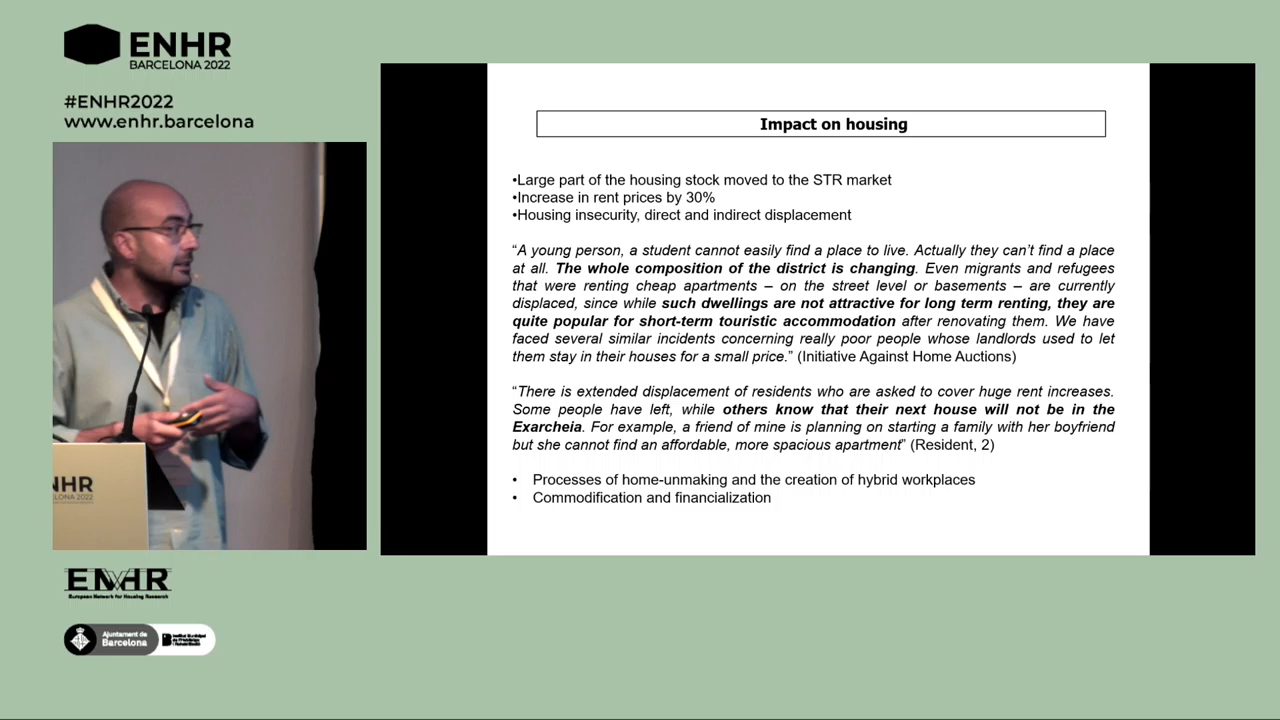 ENHR
BARCELONA 2022
#ENHR2022
www.enhr.barcelona
NHR
LONA 2022
ENHR
European Network for Housing Research
Ajuntament de
Barcelona
Impact on housing
•Large part of the housing stock moved to the STR market
•Increase in rent prices by 30%
•Housing insecurity, direct and indirect displacement
“A young person, a student cannot easily find a place to live. Actually they can’t find a place
at all. The whole composition of the district is changing. Even migrants and refugees
that were renting cheap apartments – on the street level or basements – are currently
displaced, since while such dwellings are not attractive for long term renting, they are
quite popular for short-term touristic accommodation after renovating them. We have
faced several similar incidents concerning really poor people whose landlords used to let
them stay in their houses for a small price.” (Initiative Against Home Auctions)
“There is extended displacement of residents who are asked to cover huge rent increases.
Some people have left, while others know that their next house will not be in the
Exarcheia. For example, a friend of mine is planning on starting a family with her boyfriend
but she cannot find an affordable, more spacious apartment” (Resident, 2)
• Processes of home-unmaking and the creation of hybrid workplaces
• Commodification and financialization